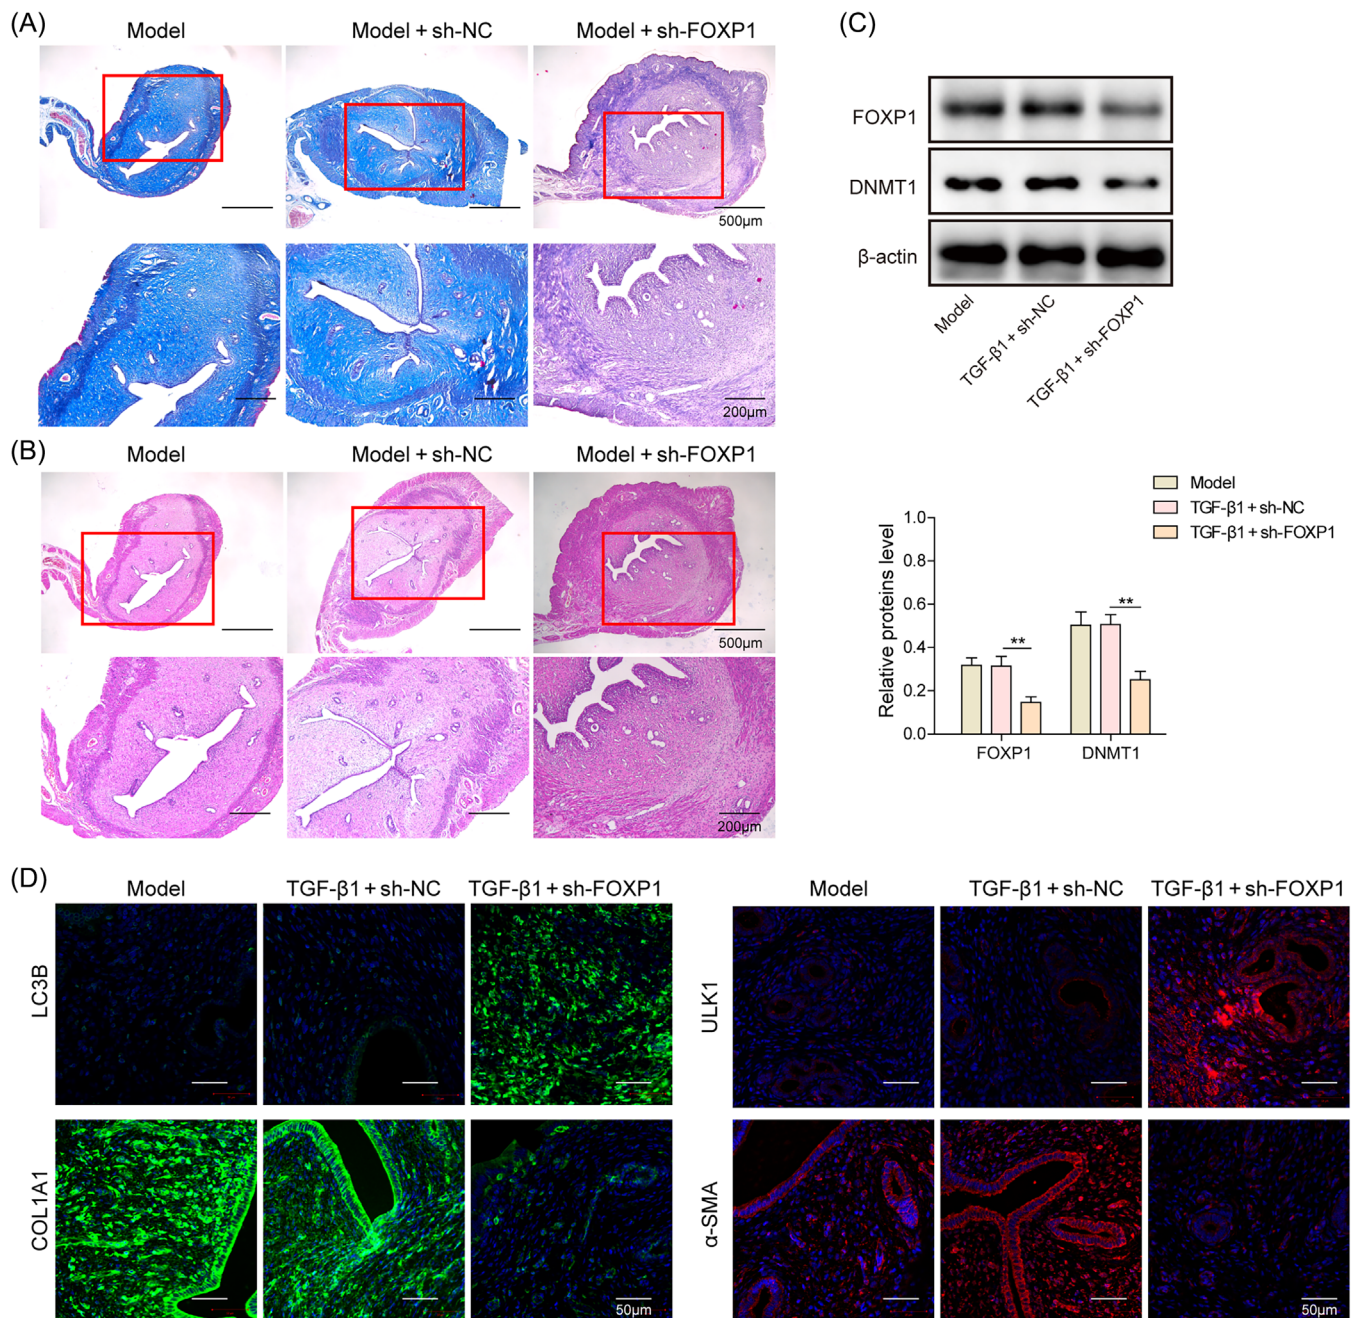 (A)
Model
Model + sh-NC
Model + sh-FOXP1
500μm
200μm
(B)
Model
Model + sh-NC
Model + sh-FOXP1
500μm
200μm
(C)
FOXP1
DNMT1
β-actin
Model
TGF-β1 + sh-NC
TGF-β1 + sh-FOXP1
Model
TGF-β1 + sh-NC
TGF-β1 + sh-FOXP1
Relative proteins level
1.0
0.8
0.6
0.4
0.2
0.0
**
**
FOXP1
DNMT1
(D)
Model
TGF-β1 + sh-NC
TGF-β1 + sh-FOXP1
LC3B
COL1A1
50μm
Model
TGF-β1 + sh-NC
TGF-β1 + sh-FOXP1
ULK1
α-SMA
50μm